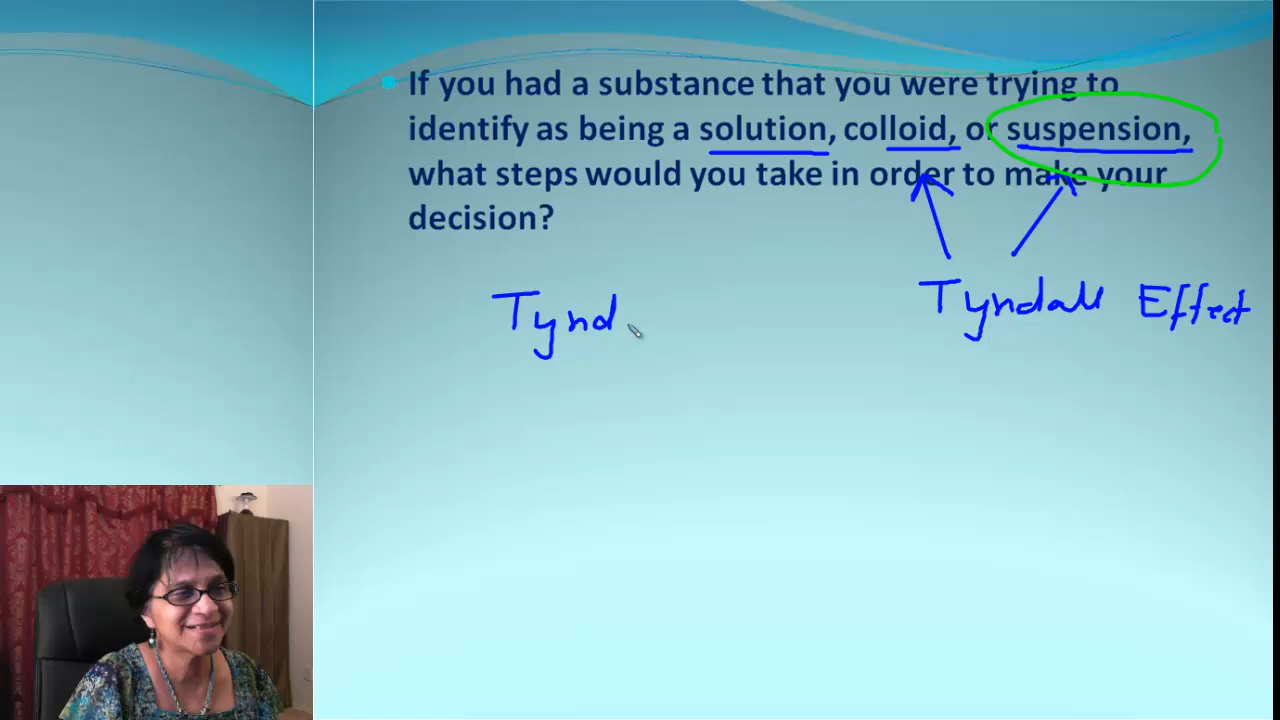 If you had a substance that you were trying to
identify as being a solution, colloid, or suspension,
what steps would you take in order to make your
decision?
Tyndall Effect
Tynd